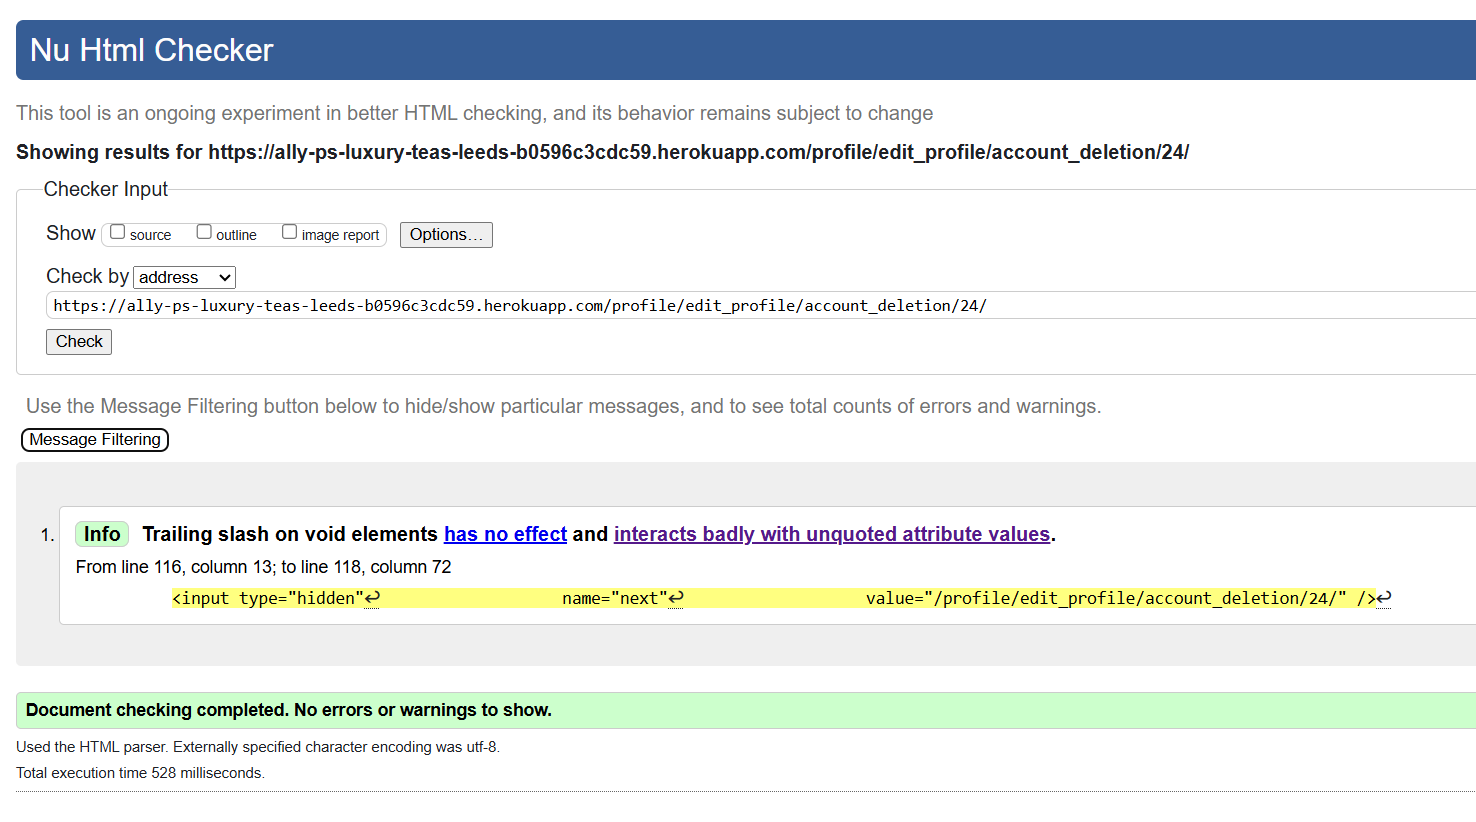 Nu Html Checker
This tool is an ongoing experiment in better HTML checking, and its behavior remains subject to change
Showing results for https://ally-ps-luxury-teas-leeds-b0596c3cdc59.herokuapp.com/profile/edit_profile/account_deletion/24/
Checker Input
Show source outline image report Options...
Check by address
https://ally-ps-luxury-teas-leeds-b0596c3cdc59.herokuapp.com/profile/edit_profile/account_deletion/24/
Check
Use the Message Filtering button below to hide/show particular messages, and to see total counts of errors and warnings.
Message Filtering
1. Info Trailing slash on void elements has no effect and interacts badly with unquoted attribute values.
From line 116, column 13; to line 118, column 72
<input type="hidden"↩ name="next"↩ value="/profile/edit_profile/account_deletion/24/" />↩
Document checking completed. No errors or warnings to show.
Used the HTML parser. Externally specified character encoding was utf-8.
Total execution time 528 milliseconds.